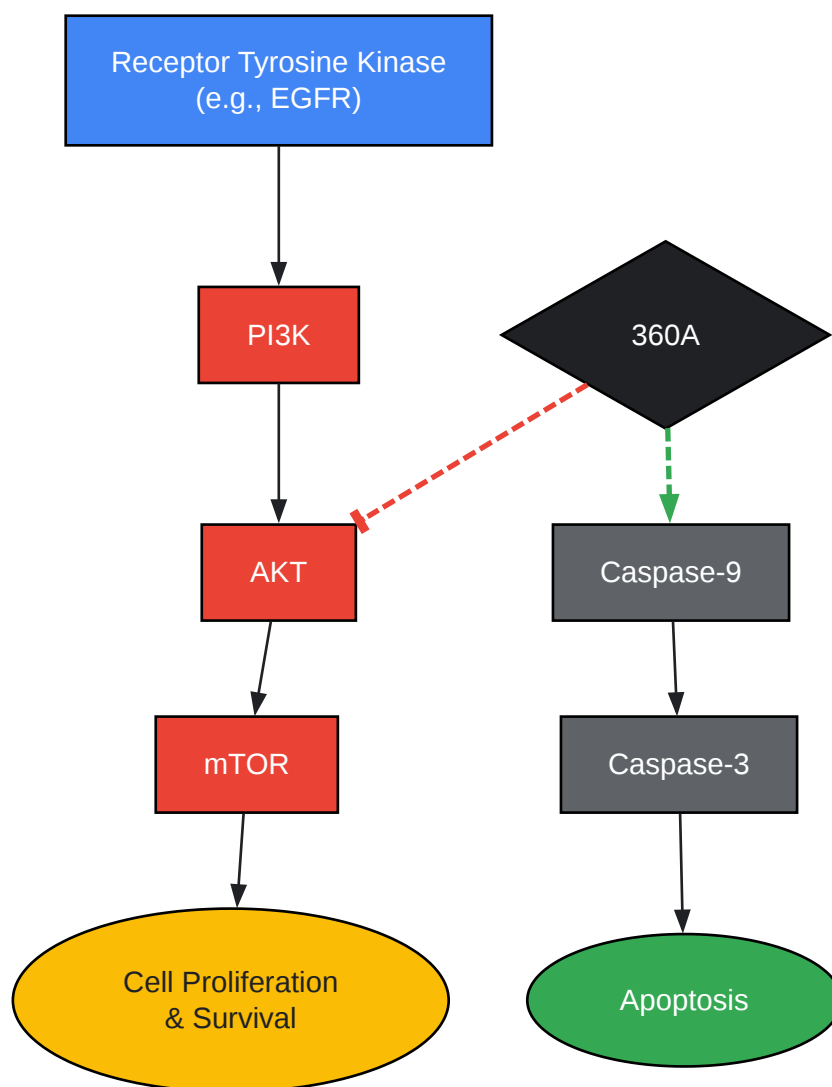 Receptor Tyrosine Kinase
(e.g., EGFR)
PI3K
360A
AKT
Caspase-9
mTOR
Caspase-3
Cell Proliferation
& Survival
Apoptosis